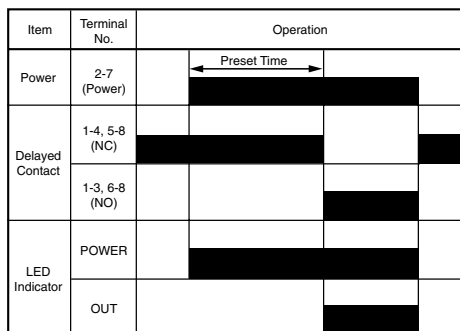 Item
Terminal
No.
Operation
Power
2-7
(Power)
Preset Time
Delayed
Contact
1-4, 5-8
(NC)
1-3, 6-8
(NO)
LED
Indicator
POWER
OUT